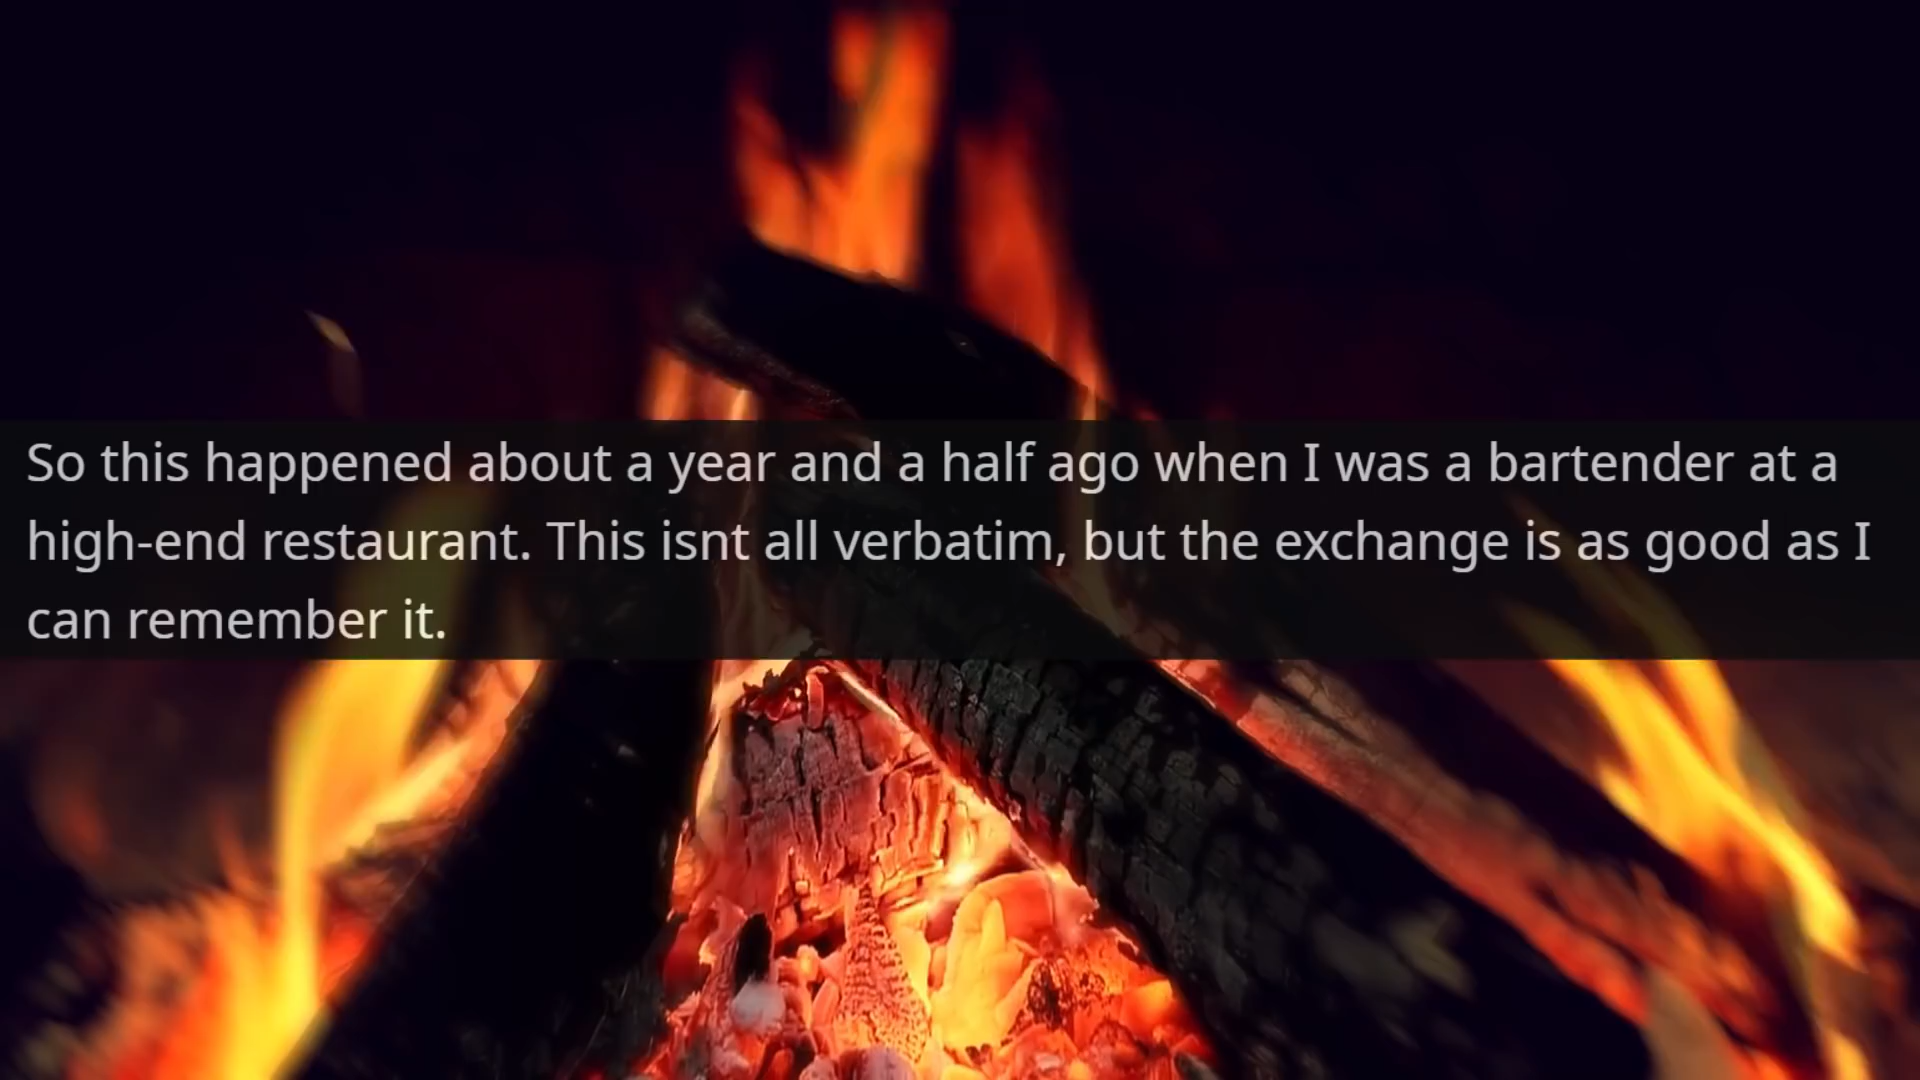 So this happened about a year and a half ago when I was a bartender at a
high-end restaurant. This isnt all verbatim, but the exchange is as good as I
can remember it.